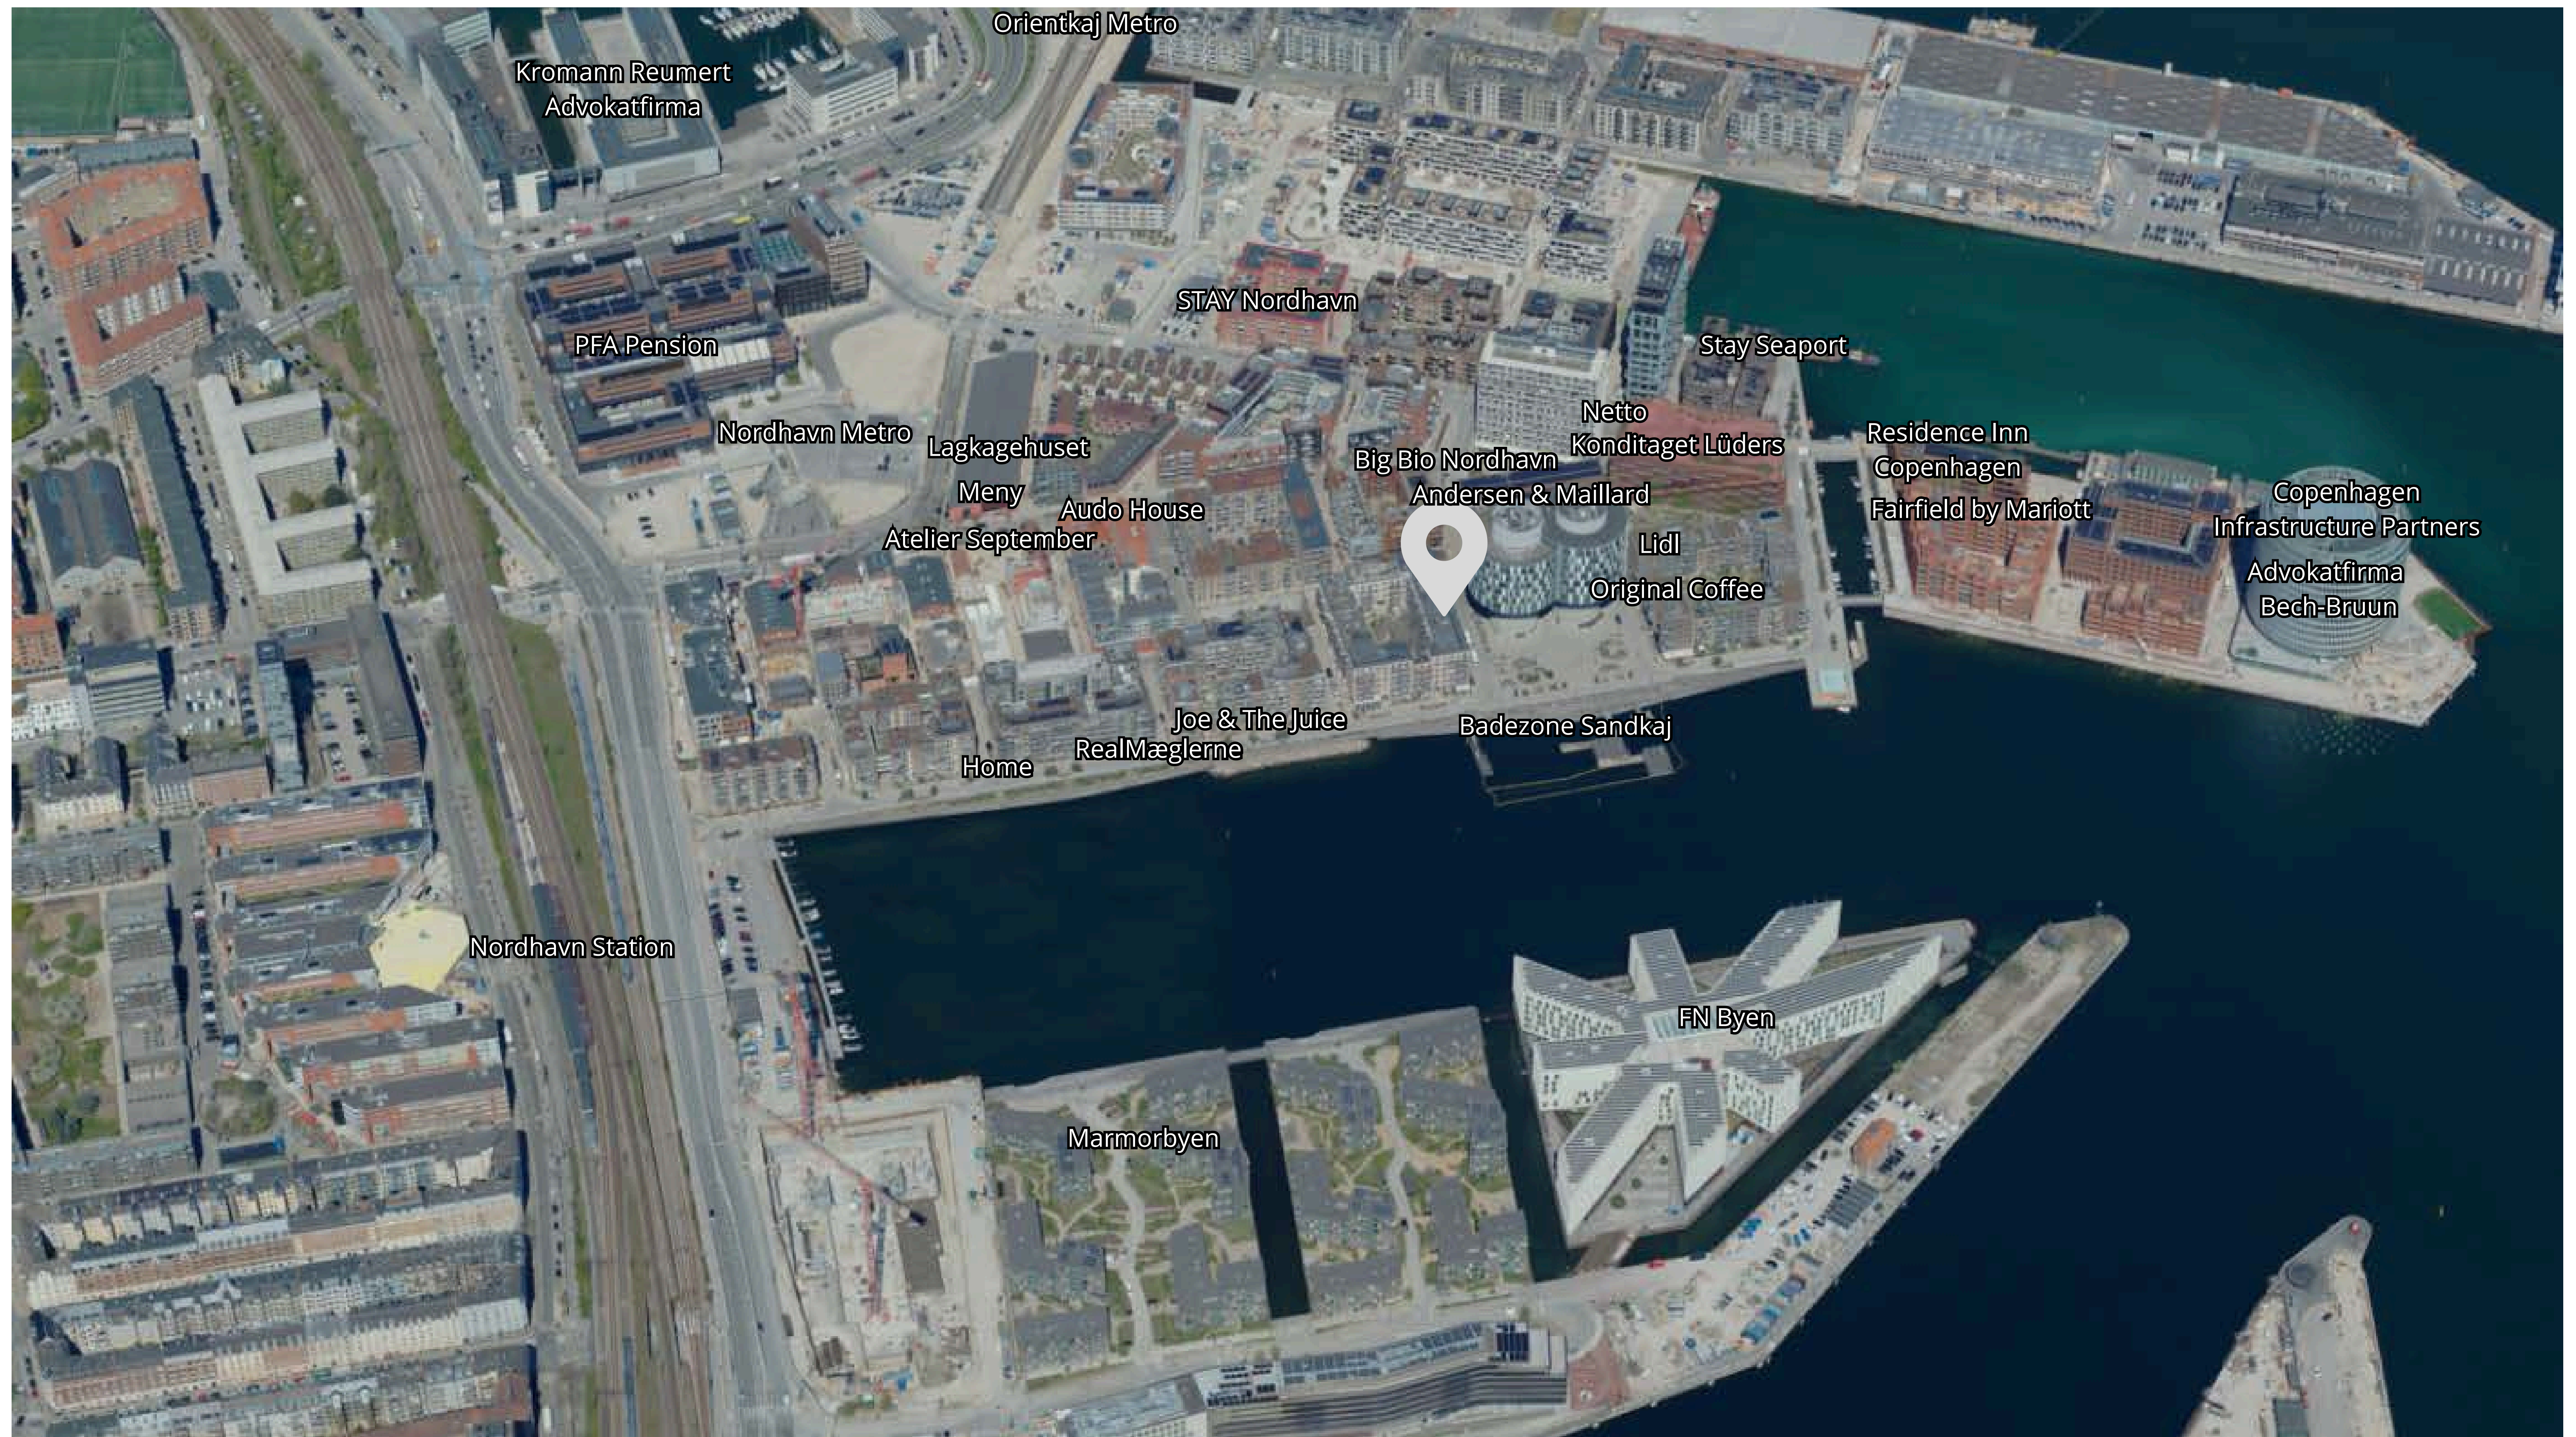 Orientkaj Metro
Kromann Reumert
Advokatfirma
STAY Nordhavn
PFA Pension
Stay Seaport
Netto
Nordhavn Metro
Lagkagehuset
Konditaget Lüders
Residence Inn
Copenhagen
Big Bio Nordhavn
Meny
Andersen & Maillard
Audo House
Fairfield by Mariott
Copenhagen
Infrastructure Partners
Atelier September
Lidl
Advokatfirma
Bech-Bruun
Original Coffee
Joe & The Juice
Badezone Sandkaj
RealMæglerne
Home
Nordhavn Station
FN Byen
Marmorbyen